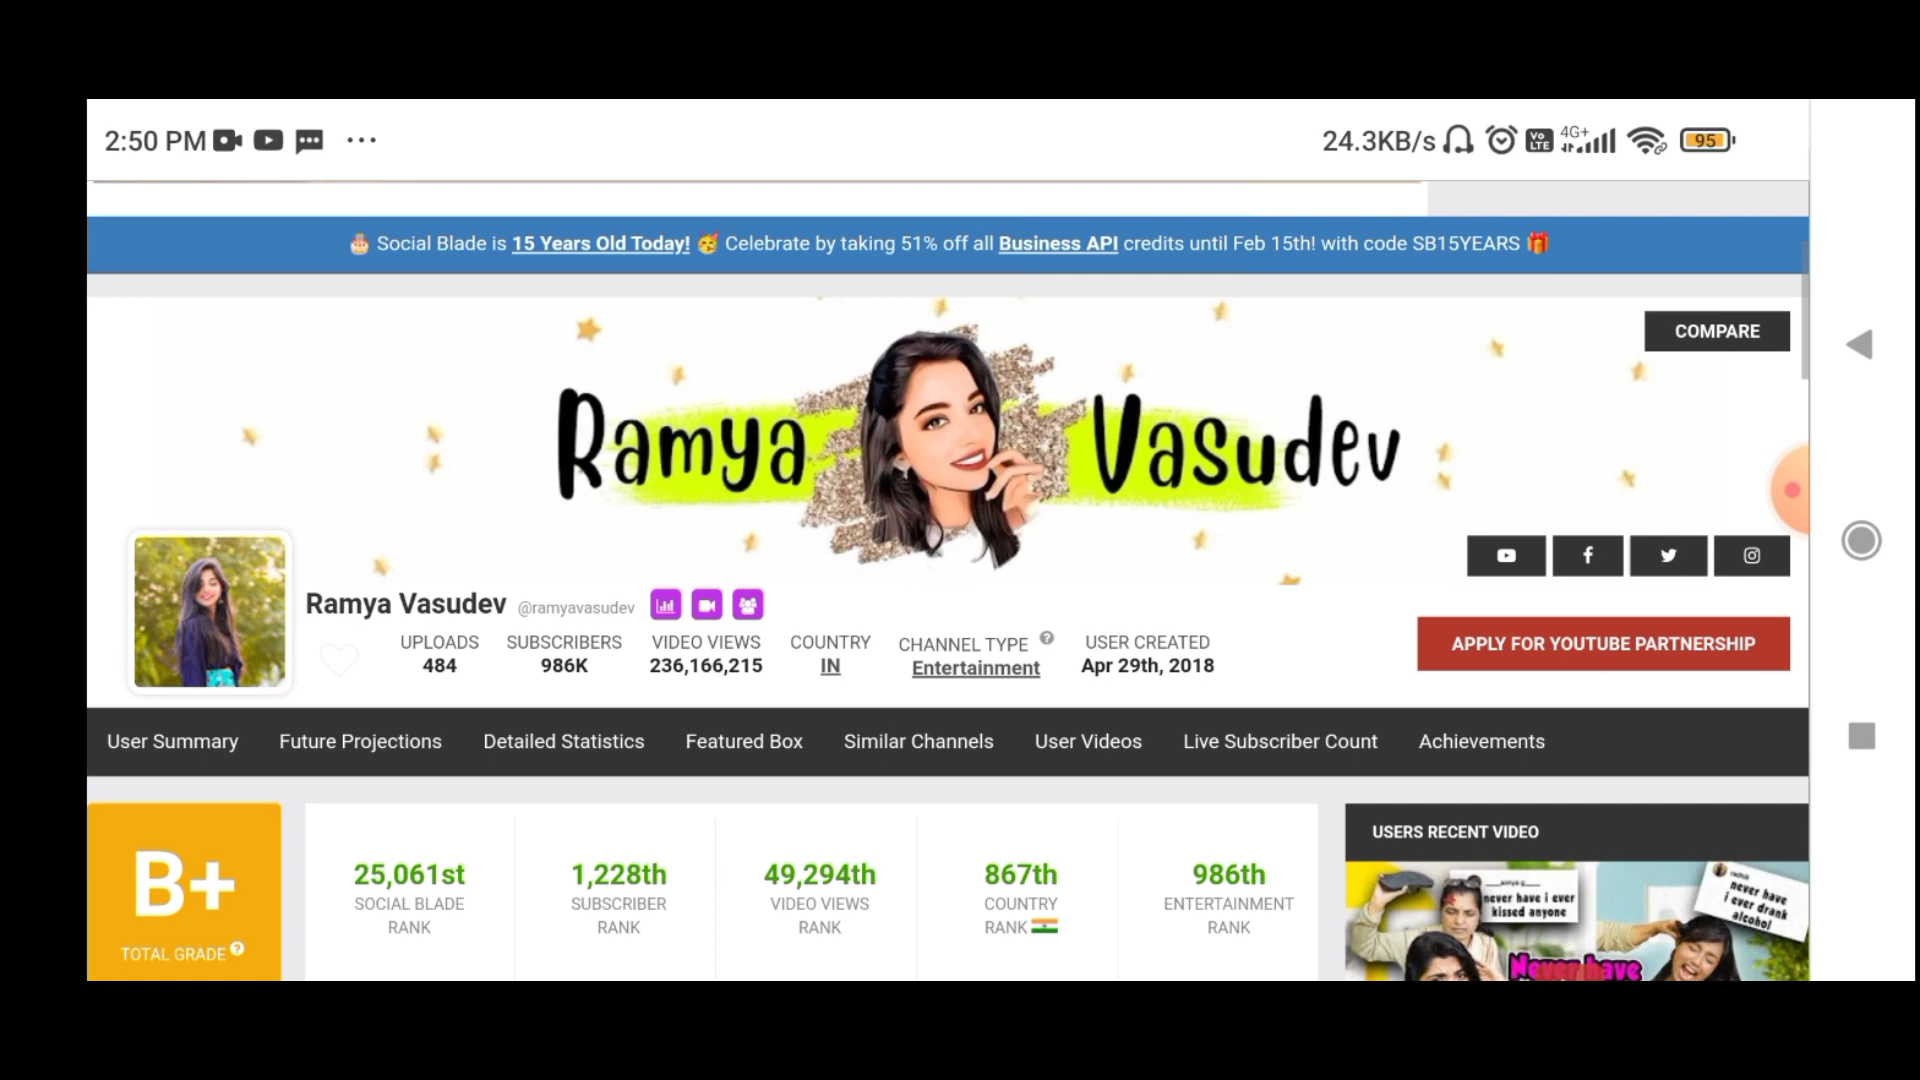 2:50 PM ... 24.3KB/s Vo LTE 4G+ 95
🎂 Social Blade is 15 Years Old Today! 🥳 Celebrate by taking 51% off all Business API credits until Feb 15th! with code SB15YEARS 🎁
COMPARE
Ramya Vasudev
Ramya Vasudev @ramyavasudev
UPLOADS SUBSCRIBERS VIDEO VIEWS COUNTRY CHANNEL TYPE ? USER CREATED
484 986K 236,166,215 IN Entertainment Apr 29th, 2018
APPLY FOR YOUTUBE PARTNERSHIP
User Summary Future Projections Detailed Statistics Featured Box Similar Channels User Videos Live Subscriber Count Achievements
B+
TOTAL GRADE ?
25,061st 1,228th 49,294th 867th 986th
SOCIAL BLADE SUBSCRIBER VIDEO VIEWS COUNTRY ENTERTAINMENT
RANK RANK RANK RANK RANK
USERS RECENT VIDEO
never have i ever
kissed anyone
never have
i ever drank
alcohol
Never have